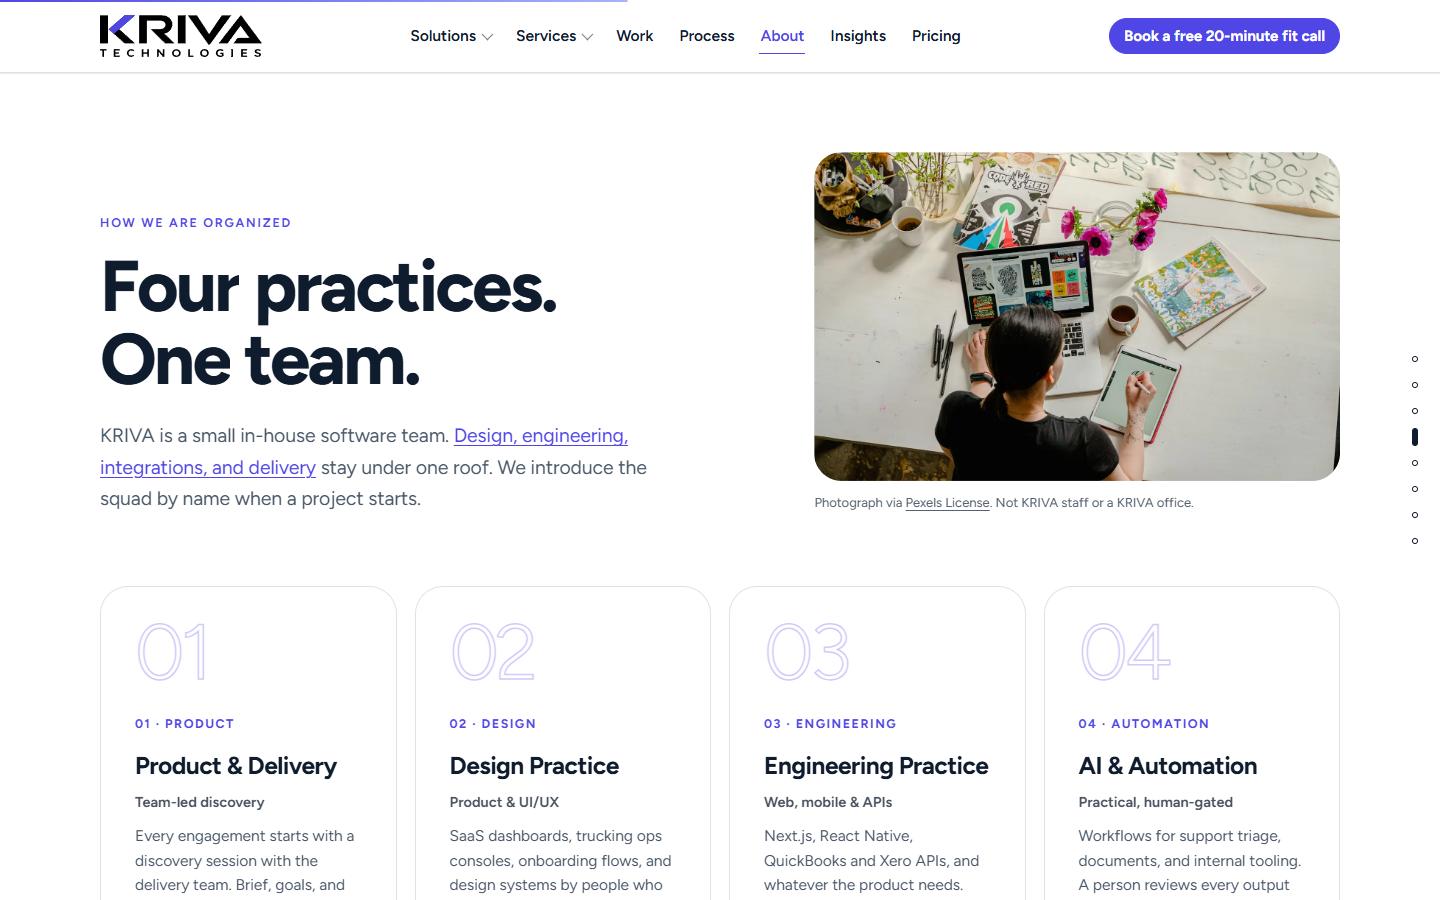 KRIVA
TECHNOLOGIES
Solutions Services Work Process About Insights Pricing
Book a free 20-minute fit call
HOW WE ARE ORGANIZED
Four practices.
One team.
KRIVA is a small in-house software team. Design, engineering,
integrations, and delivery stay under one roof. We introduce the
squad by name when a project starts.
CODE RED
Photograph via Pexels License. Not KRIVA staff or a KRIVA office.
01
01 · PRODUCT
Product & Delivery
Team-led discovery
Every engagement starts with a
discovery session with the
delivery team. Brief, goals, and
02
02 · DESIGN
Design Practice
Product & UI/UX
SaaS dashboards, trucking ops
consoles, onboarding flows, and
design systems by people who
03
03 · ENGINEERING
Engineering Practice
Web, mobile & APIs
Next.js, React Native,
QuickBooks and Xero APIs, and
whatever the product needs.
04
04 · AUTOMATION
AI & Automation
Practical, human-gated
Workflows for support triage,
documents, and internal tooling.
A person reviews every output